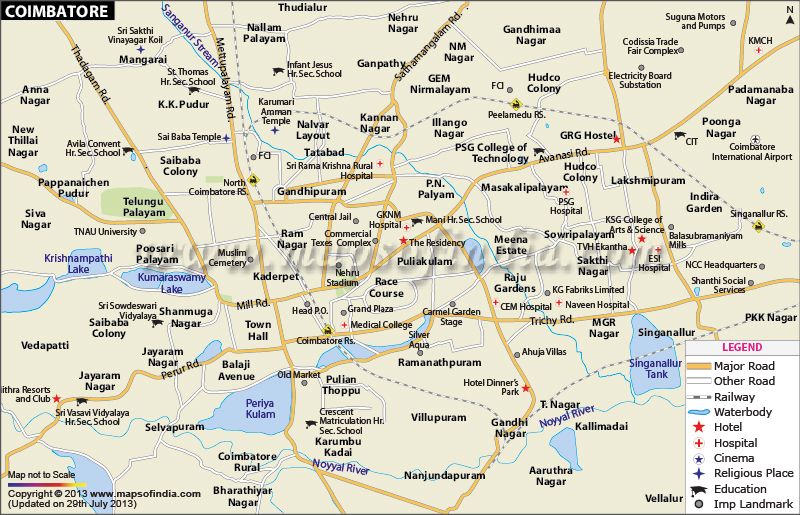 COIMBATORE
Thudialur
Sanganur Stream
Mettupalayam Rd.
Nallam
Palayam
Nehru
Nagar
Sathamangalam Rd.
Gandhimaa
Nagar
Suguna Motors
and Pumps
N
Sri Sakthi
Vinayagar Koil
Mangarai
Thadagam Rd.
St. Thomas
Hr. Sec. School
Infant Jesus
Hr. Sec. School
Ganpathy
NM
Nagar
Codissia Trade
Fair Complex
KMCH
GEM
Nirmalayam
Hudco
Colony
Electricity Board
Substation
Anna
Nagar
K.K.Pudur
Karumari
Amman
Temple
FCI
Peelamedu RS.
Padamanaba
Nagar
New
Thillai
Nagar
Avila Convent
Hr. Sec. School
Sai Baba Temple
Nalvar
Layout
Kannan
Nagar
Illango
Nagar
GRG Hostel
Poonga
Nagar
CIT
Coimbatore
International Airport
Saibaba
Colony
FCI
Tatabad
Sri Rama Krishna Rural
Hospital
PSG College of
Technology
Avanasi Rd.
Hudco
Colony
Pappanaichen
Pudur
North
Coimbatore RS.
Gandhipuram
P.N.
Palyam
Masakalipalayam
Lakshmipuram
Siva
Nagar
Telungu
Palayam
PSG
Hospital
Indira
Garden
Singanallur RS.
TNAU University
Central Jail
GKNM
Hospital
Mani Hr. Sec. School
KSG College of
Arts & Science
Poosari
Palayam
Muslim
Cemetery
Ram
Nagar
Commercial
Texes Complex
The Residency
Meena
Estate
Sowripalayam
TVH Ekantha
Balasubramaniyam
Mills
www.mapsofindia.com
Krishnampathi
Lake
Kumaraswamy
Lake
Kaderpet
Nehru
Stadium
Puliakulam
Sakthi
Nagar
ESI
Hospital
NCC Headquarters
Race
Course
Raju
Gardens
KG Fabriks Limited
Shanthi Social
Services
Sri Sowdeswari
Vidyalaya
Mill Rd.
Head P.O.
Grand Plaza
Carmel Garden
Stage
CEM Hospital
Naveen Hospital
Saibaba
Colony
Shanmuga
Nagar
Town
Hall
Medical College
Trichy Rd.
MGR
Nagar
PKK Nagar
Vedapatti
Coimbatore Rs.
Silver
Aqua
Singanallur
Jayaram
Nagar
Perur Rd.
Balaji
Avenue
Ahuja Villas
Singanallur
Tank
Ramanathpuram
ithra Resorts
and Club
Jayaram
Nagar
Old Market
Pulian
Thoppu
Hotel Dinner's
Park
Sri Vasavi Vidyalaya
Hr. Sec. School
Periya
Kulam
Crescent
Matriculation Hr.
Sec. School
T. Nagar
Noyyal River
Selvapuram
Villupuram
Gandhi
Nagar
Kallimadai
Karumbu
Kadai
Coimbatore
Rural
Noyyal River
Nanjundapuram
Aaruthra
Nagar
Bharathiyar
Nagar
Vellalur
LEGEND
Major Road
Other Road
Railway
Waterbody
Hotel
Hospital
Cinema
Religious Place
Education
Imp Landmark
Map not to Scale
Copyright © 2013 www.mapsofindia.com
(Updated on 29th July 2013)